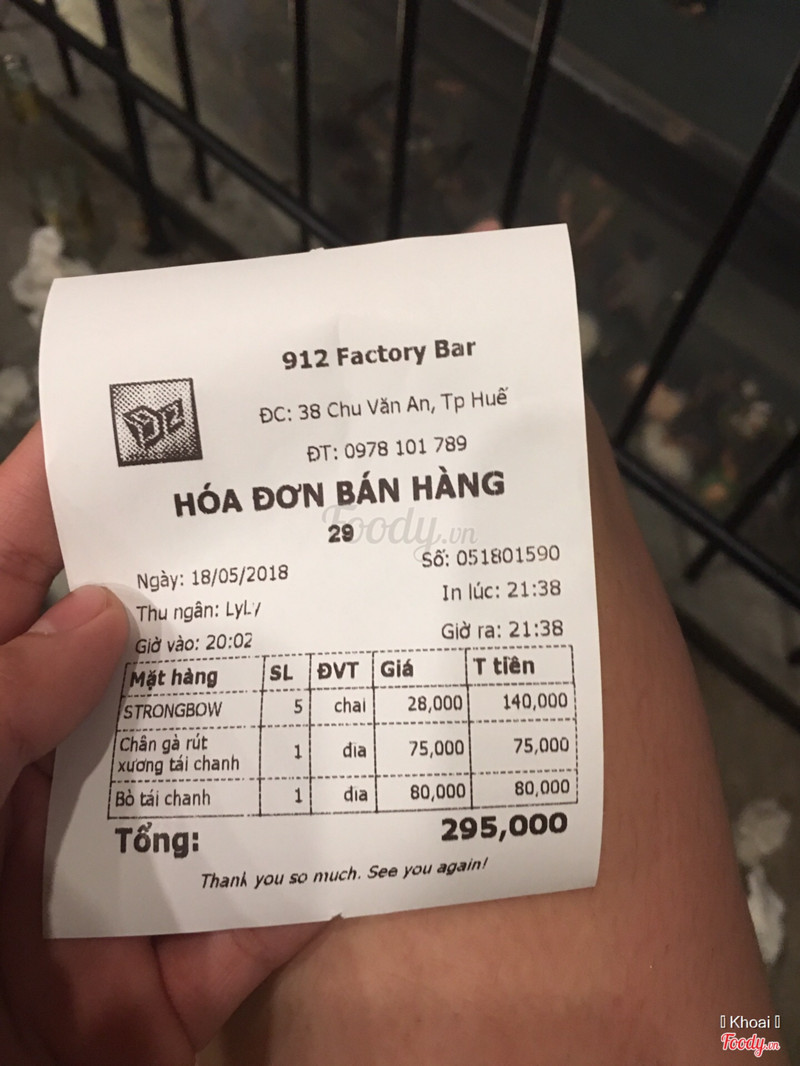 912 Factory Bar
ĐC: 38 Chu Văn An, Tp Huế
ĐT: 0978 101 789
HÓA ĐƠN BÁN HÀNG
29
Foody.vn
Số: 051801590
Ngày: 18/05/2018
In lúc: 21:38
Thu ngân: LyLy
Giờ ra: 21:38
Giờ vào: 20:02
Mặt hàng SL ĐVT Giá T tiền
STRONGBOW 5 chai 28,000 140,000
Chân gà rút xương tái chanh 1 dia 75,000 75,000
Bò tái chanh 1 dia 80,000 80,000
Tổng: 295,000
Thank you so much. See you again!
Khoai
Foody.vn